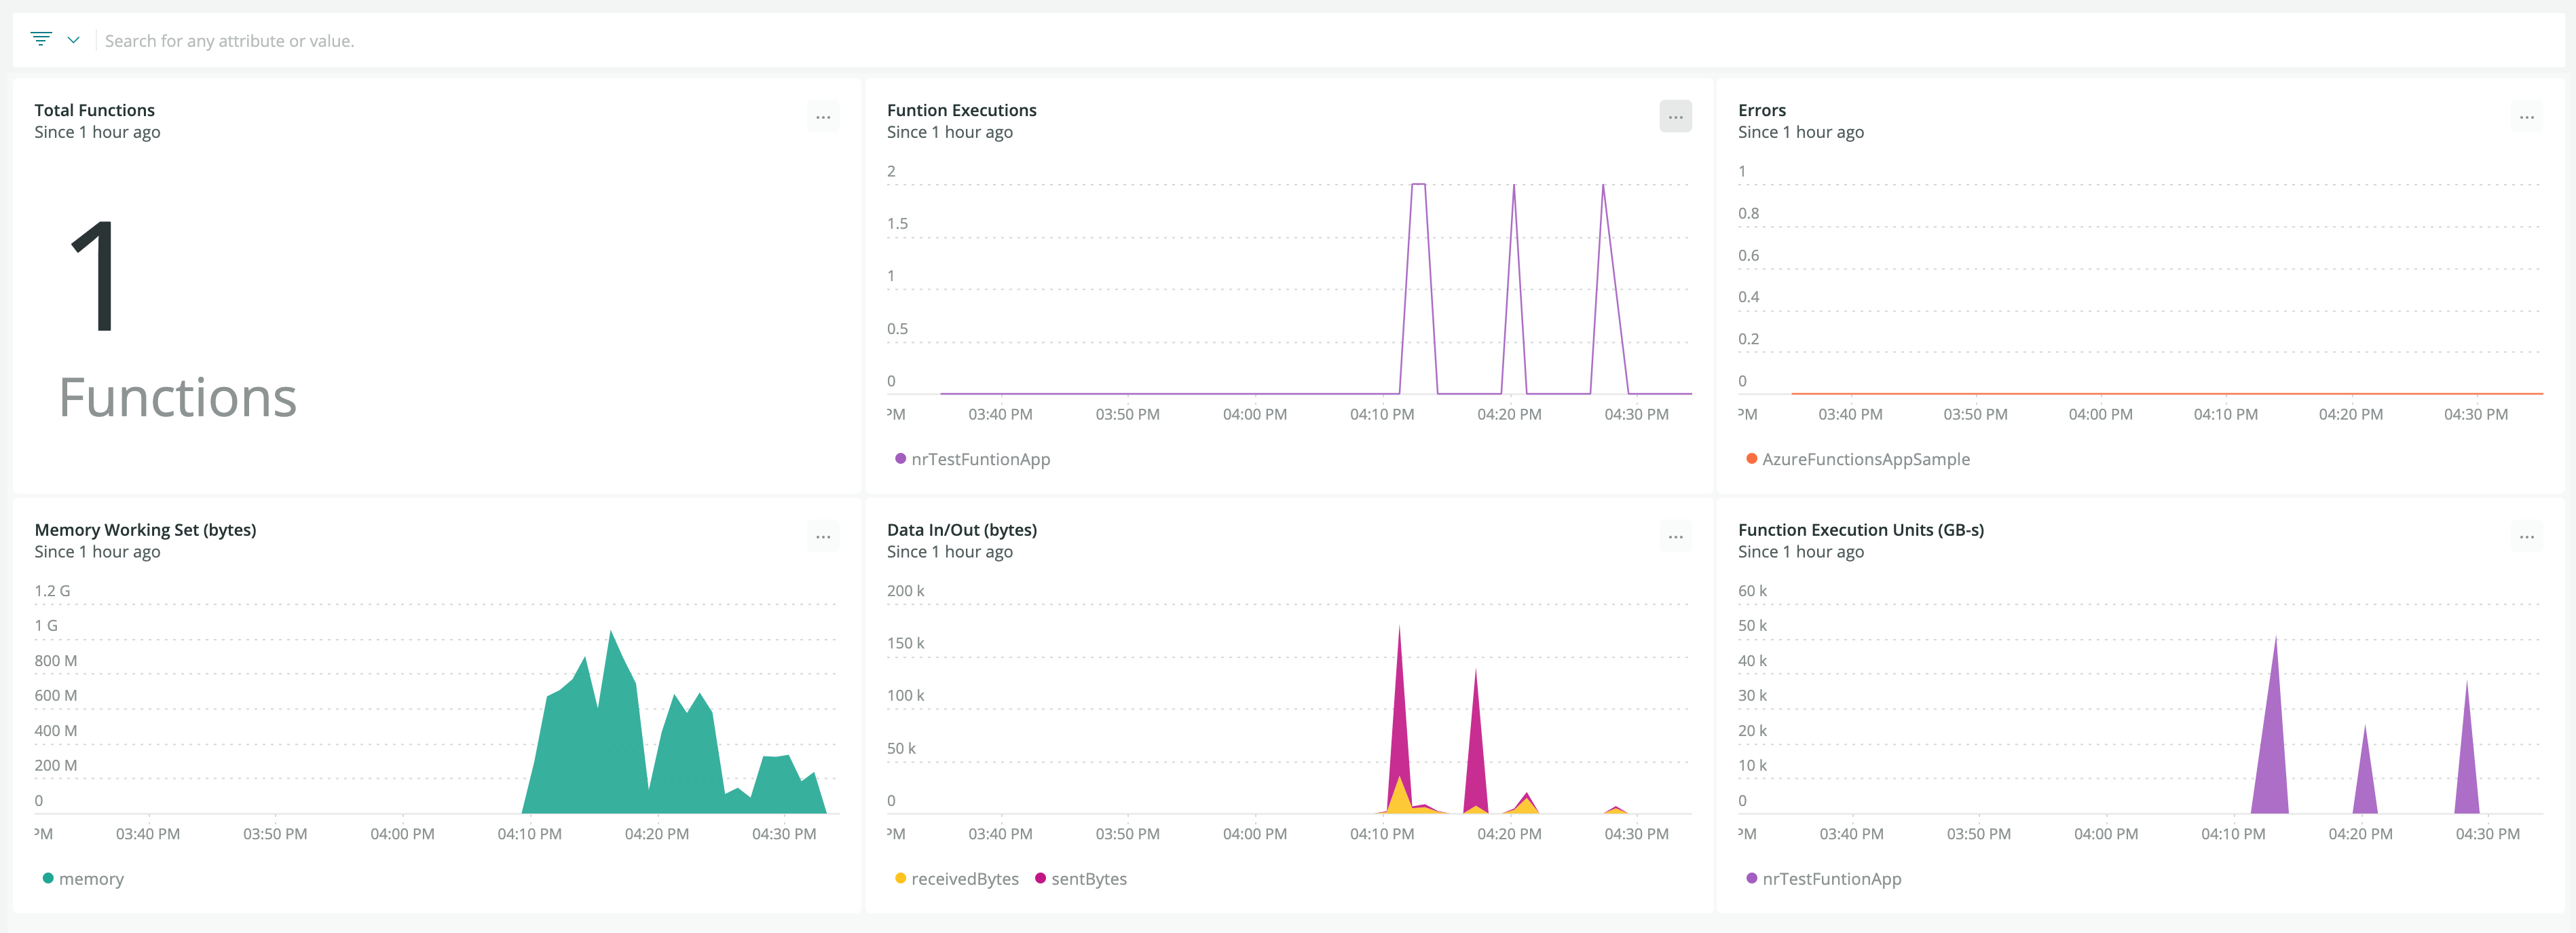 Search for any attribute or value.
Total Functions
Since 1 hour ago
1
Functions
Funtion Executions
Since 1 hour ago
2
1.5
1
0.5
0
PM 03:40 PM 03:50 PM 04:00 PM 04:10 PM 04:20 PM 04:30 PM
nrTestFuntionApp
Errors
Since 1 hour ago
1
0.8
0.6
0.4
0.2
0
PM 03:40 PM 03:50 PM 04:00 PM 04:10 PM 04:20 PM 04:30 PM
AzureFunctionsAppSample
Memory Working Set (bytes)
Since 1 hour ago
1.2 G
1 G
800 M
600 M
400 M
200 M
0
PM 03:40 PM 03:50 PM 04:00 PM 04:10 PM 04:20 PM 04:30 PM
memory
Data In/Out (bytes)
Since 1 hour ago
200 k
150 k
100 k
50 k
0
PM 03:40 PM 03:50 PM 04:00 PM 04:10 PM 04:20 PM 04:30 PM
receivedBytes sentBytes
Function Execution Units (GB-s)
Since 1 hour ago
60 k
50 k
40 k
30 k
20 k
10 k
0
PM 03:40 PM 03:50 PM 04:00 PM 04:10 PM 04:20 PM 04:30 PM
nrTestFuntionApp